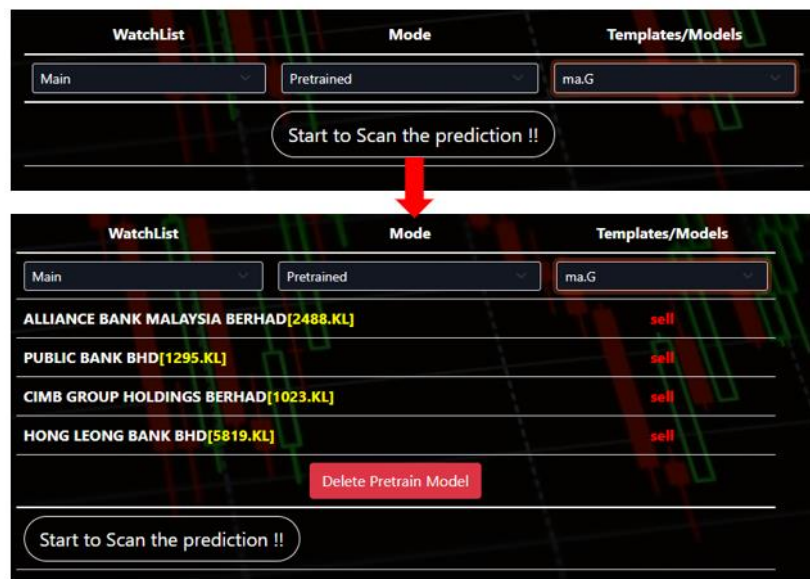 WatchList Mode Templates/Models
Main Pretrained ma.G
Start to Scan the prediction !!
WatchList Mode Templates/Models
Main Pretrained ma.G
ALLIANCE BANK MALAYSIA BERHAD[2488.KL] sell
PUBLIC BANK BHD[1295.KL] sell
CIMB GROUP HOLDINGS BERHAD[1023.KL] sell
HONG LEONG BANK BHD[5819.KL] sell
Delete Pretrain Model
Start to Scan the prediction !!